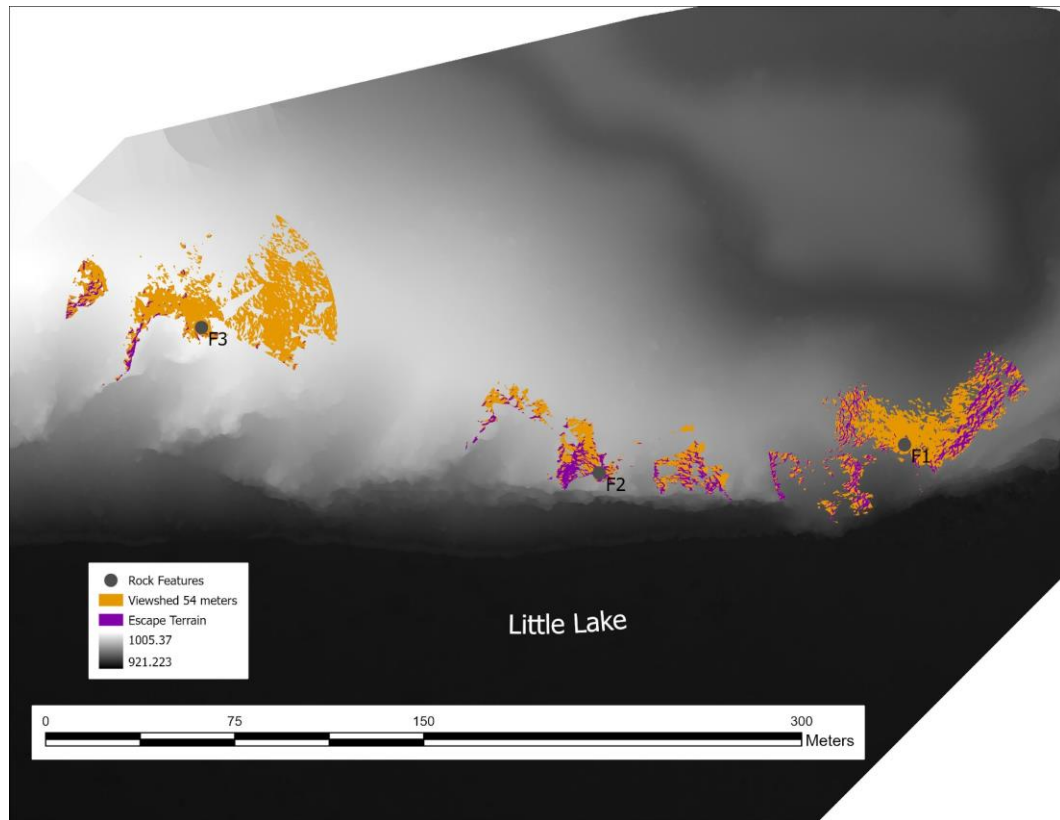 F3
F1
F2
Rock Features
Viewshed 54 meters
Escape Terrain
1005.37
921.223
Little Lake
0 75 150 300
Meters